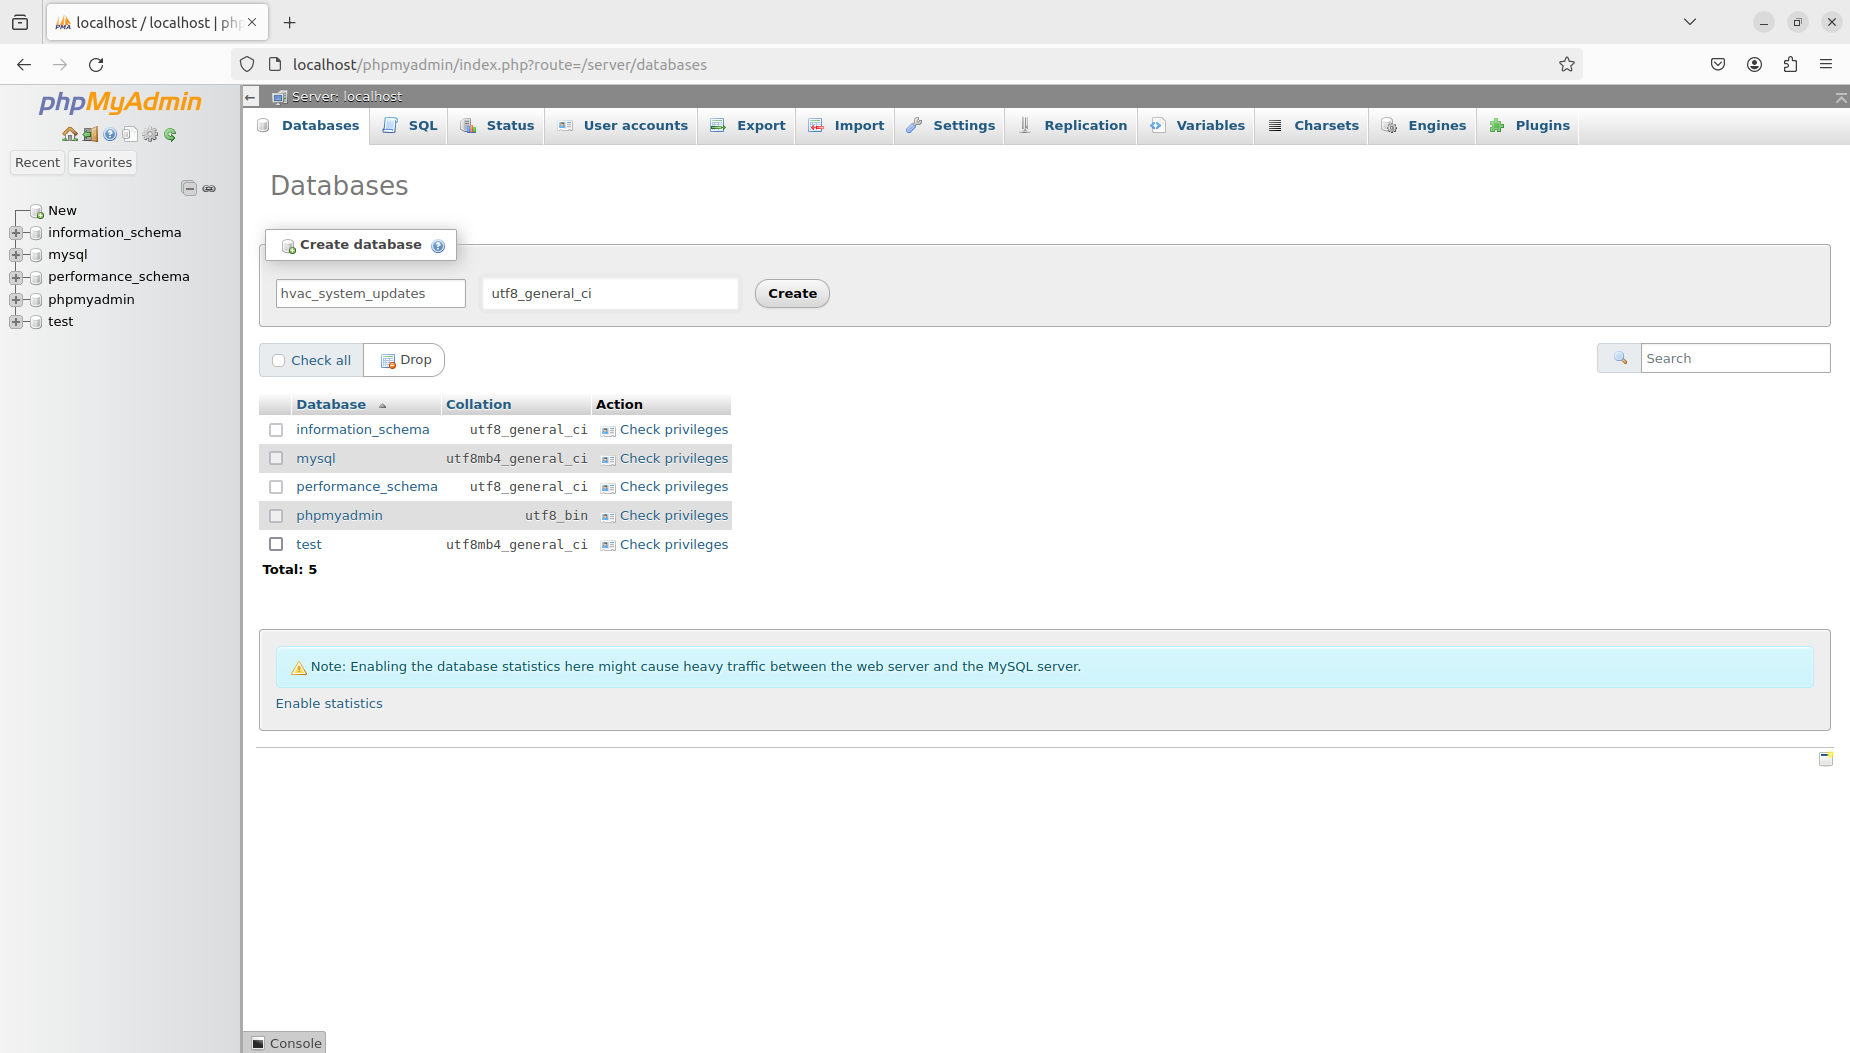 localhost / localhost | ph
localhost/phpmyadmin/index.php?route=/server/databases
phpMyAdmin
Recent Favorites
New
information_schema
mysql
performance_schema
phpmyadmin
test
Server: localhost
Databases SQL Status User accounts Export Import Settings Replication Variables Charsets Engines Plugins
Databases
Create database
hvac_system_updates utf8_general_ci Create
Check all Drop Search
Database Collation Action
information_schema utf8_general_ci Check privileges
mysql utf8mb4_general_ci Check privileges
performance_schema utf8_general_ci Check privileges
phpmyadmin utf8_bin Check privileges
test utf8mb4_general_ci Check privileges
Total: 5
Note: Enabling the database statistics here might cause heavy traffic between the web server and the MySQL server.
Enable statistics
Console